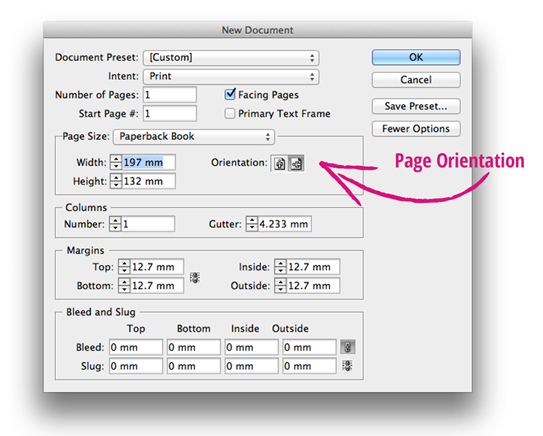 New Document
Document Preset: [Custom]
OK
Intent: Print
Cancel
Number of Pages: 1 Facing Pages
Start Page #: 1 Primary Text Frame
Save Preset...
Fewer Options
Page Size: Paperback Book
Width: 197 mm Orientation:
Page Orientation
Height: 132 mm
Columns
Number: 1 Gutter: 4.233 mm
Margins
Top: 12.7 mm Inside: 12.7 mm
Bottom: 12.7 mm Outside: 12.7 mm
Bleed and Slug
Top Bottom Inside Outside
Bleed: 0 mm 0 mm 0 mm 0 mm
Slug: 0 mm 0 mm 0 mm 0 mm